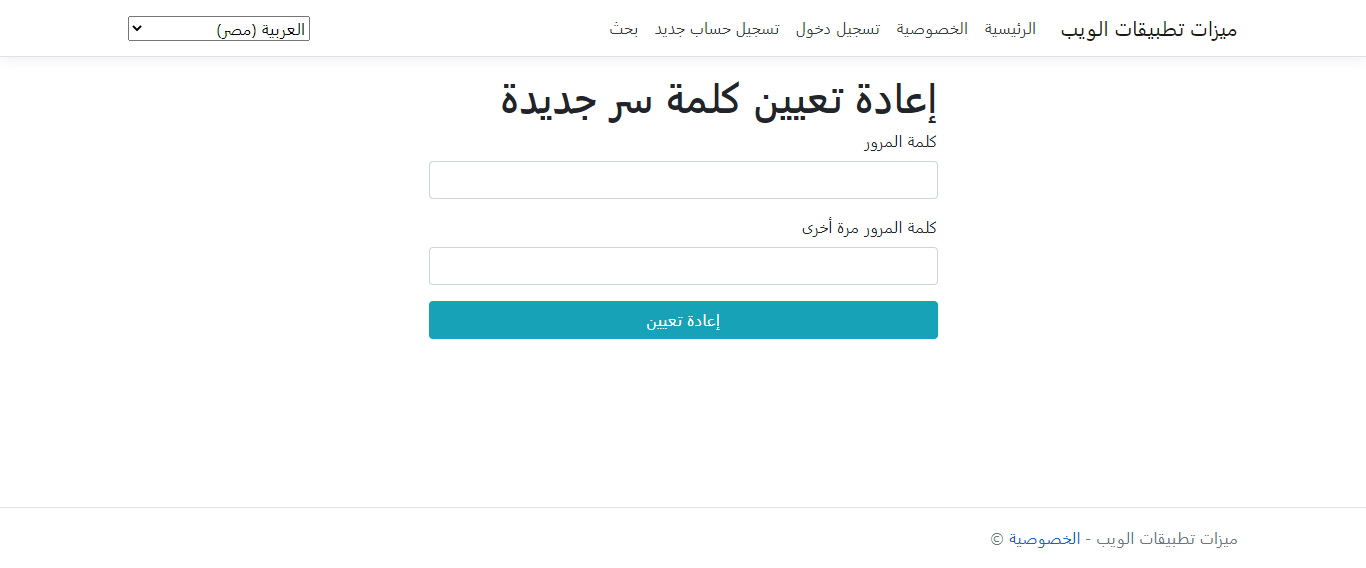 ميزات تطبيقات الويب الرئيسية الخصوصية تسجيل دخول تسجيل حساب جديد بحث العربية (مصر)
إعادة تعيين كلمة سر جديدة
كلمة المرور
كلمة المرور مرة أخرى
إعادة تعيين
ميزات تطبيقات الويب - الخصوصية ©